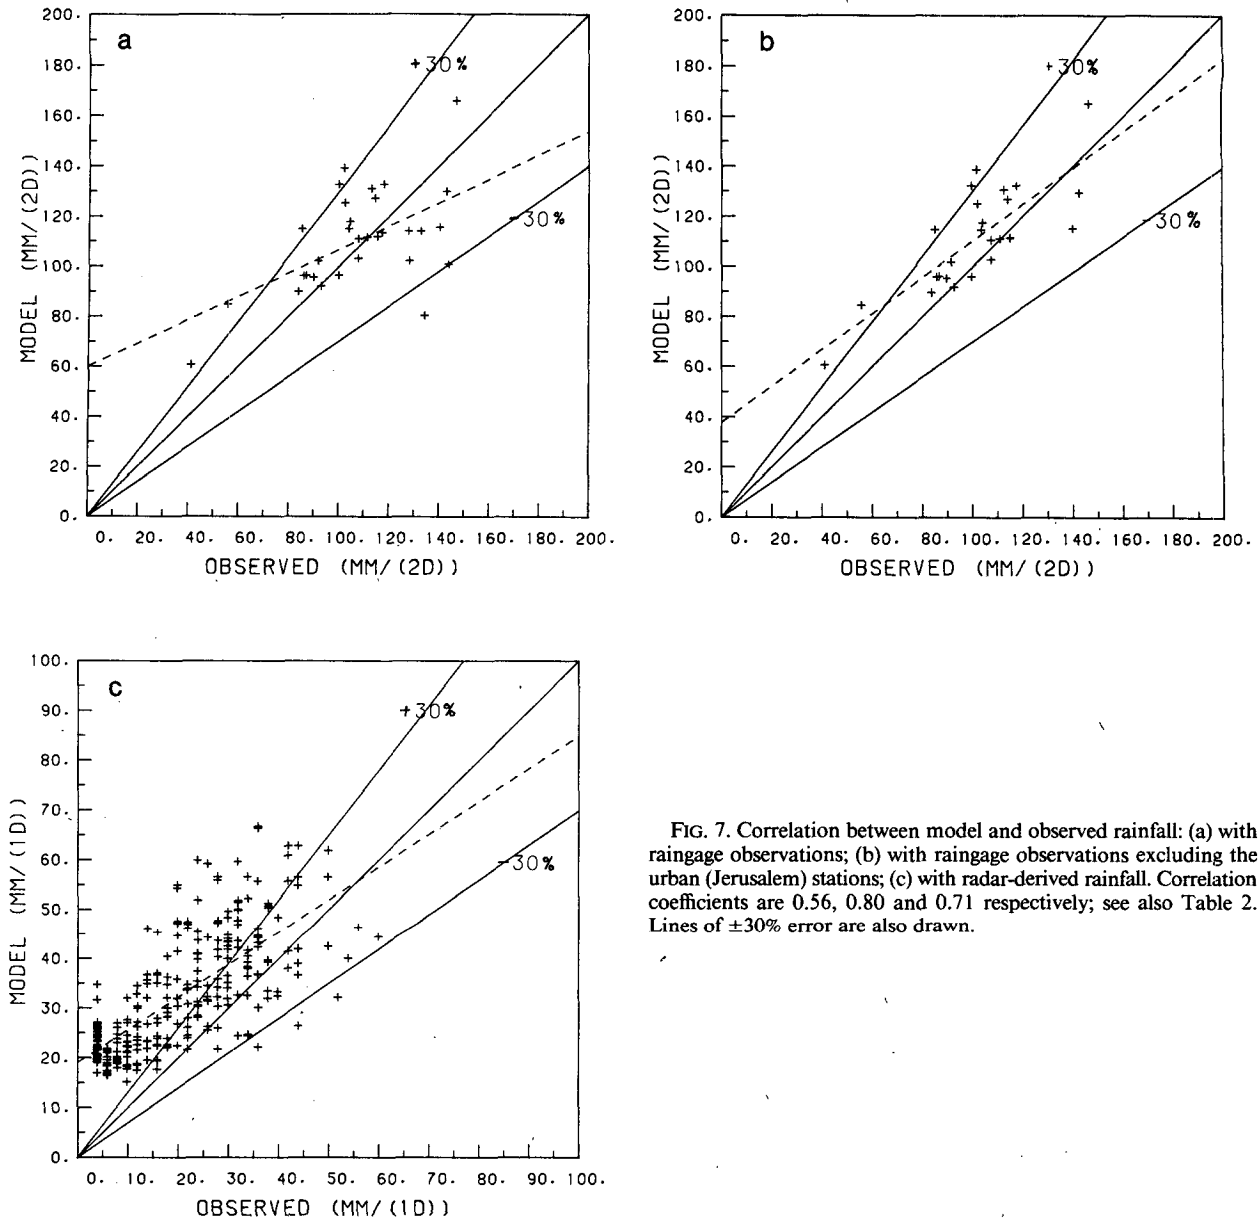 a
200.
180.
160.
140.
120.
100.
80.
60.
40.
20.
0.
MODEL (MM/(2D))
+30%
-30%
0. 20. 40. 60. 80. 100. 120. 140. 160. 180. 200.
OBSERVED (MM/(2D))
b
200.
180.
160.
140.
120.
100.
80.
60.
40.
20.
0.
MODEL (MM/(2D))
+30%
-30%
0. 20. 40. 60. 80. 100. 120. 140. 160. 180. 200.
OBSERVED (MM/(2D))
c
100.
90.
80.
70.
60.
50.
40.
30.
20.
10.
0.
MODEL (MM/(1D))
+30%
-30%
0. 10. 20. 30. 40. 50. 60. 70. 80. 90. 100.
OBSERVED (MM/(1D))
FIG. 7. Correlation between model and observed rainfall: (a) with
raingage observations; (b) with raingage observations excluding the
urban (Jerusalem) stations; (c) with radar-derived rainfall. Correlation
coefficients are 0.56, 0.80 and 0.71 respectively; see also Table 2.
Lines of ±30% error are also drawn.